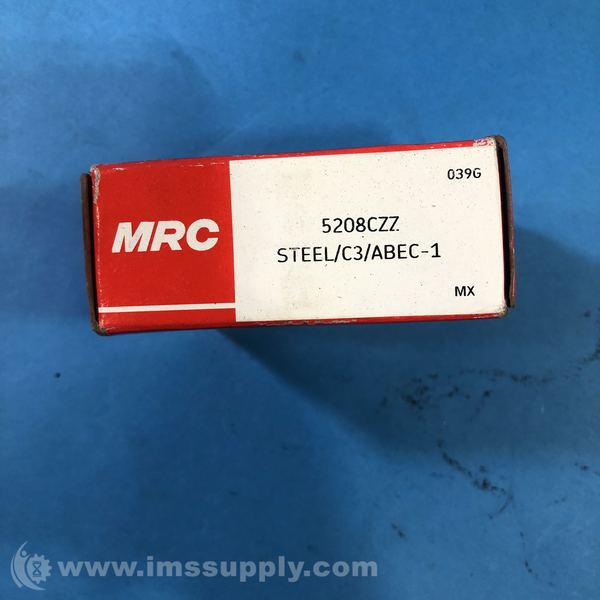 039G
MRC
5208CZZ
STEEL/C3/ABEC-1
MX
www.imssupply.com